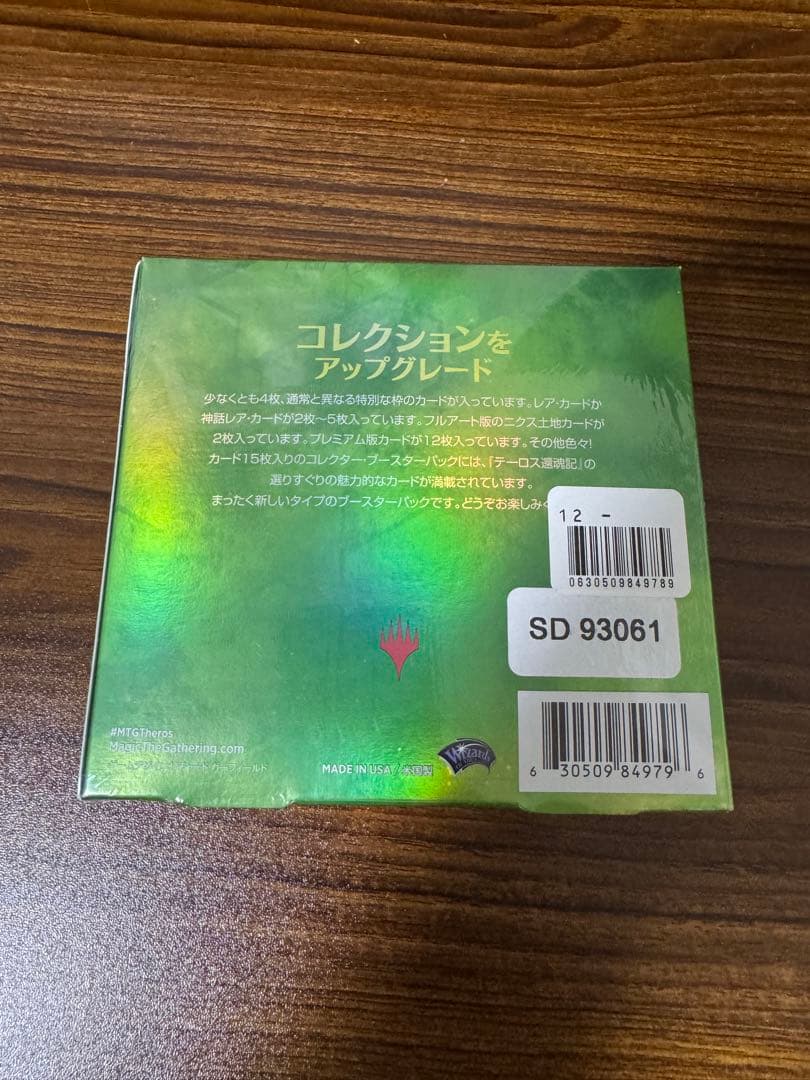 コレクションを
アップグレード
少なくとも4枚、通常と異なる特別な枠のカードが入っています。レア・カードか
神話レア・カードが2枚～5枚入っています。フルアート版のニクス土地カードが
2枚入っています。プレミアム版カードが12枚入っています。その他色々!
カード15枚入りのコレクター・ブースターパックには、『テーロス還魂記』の
選りすぐりの魅力的なカードが満載されています。
まったく新しいタイプのブースターパックです。どうぞお楽しみく
12 -
0630509849789
SD 93061
6 30509 84979 6
#MTGTheros
MagicTheGathering.com
MADE IN USA / 米国製
Wizards